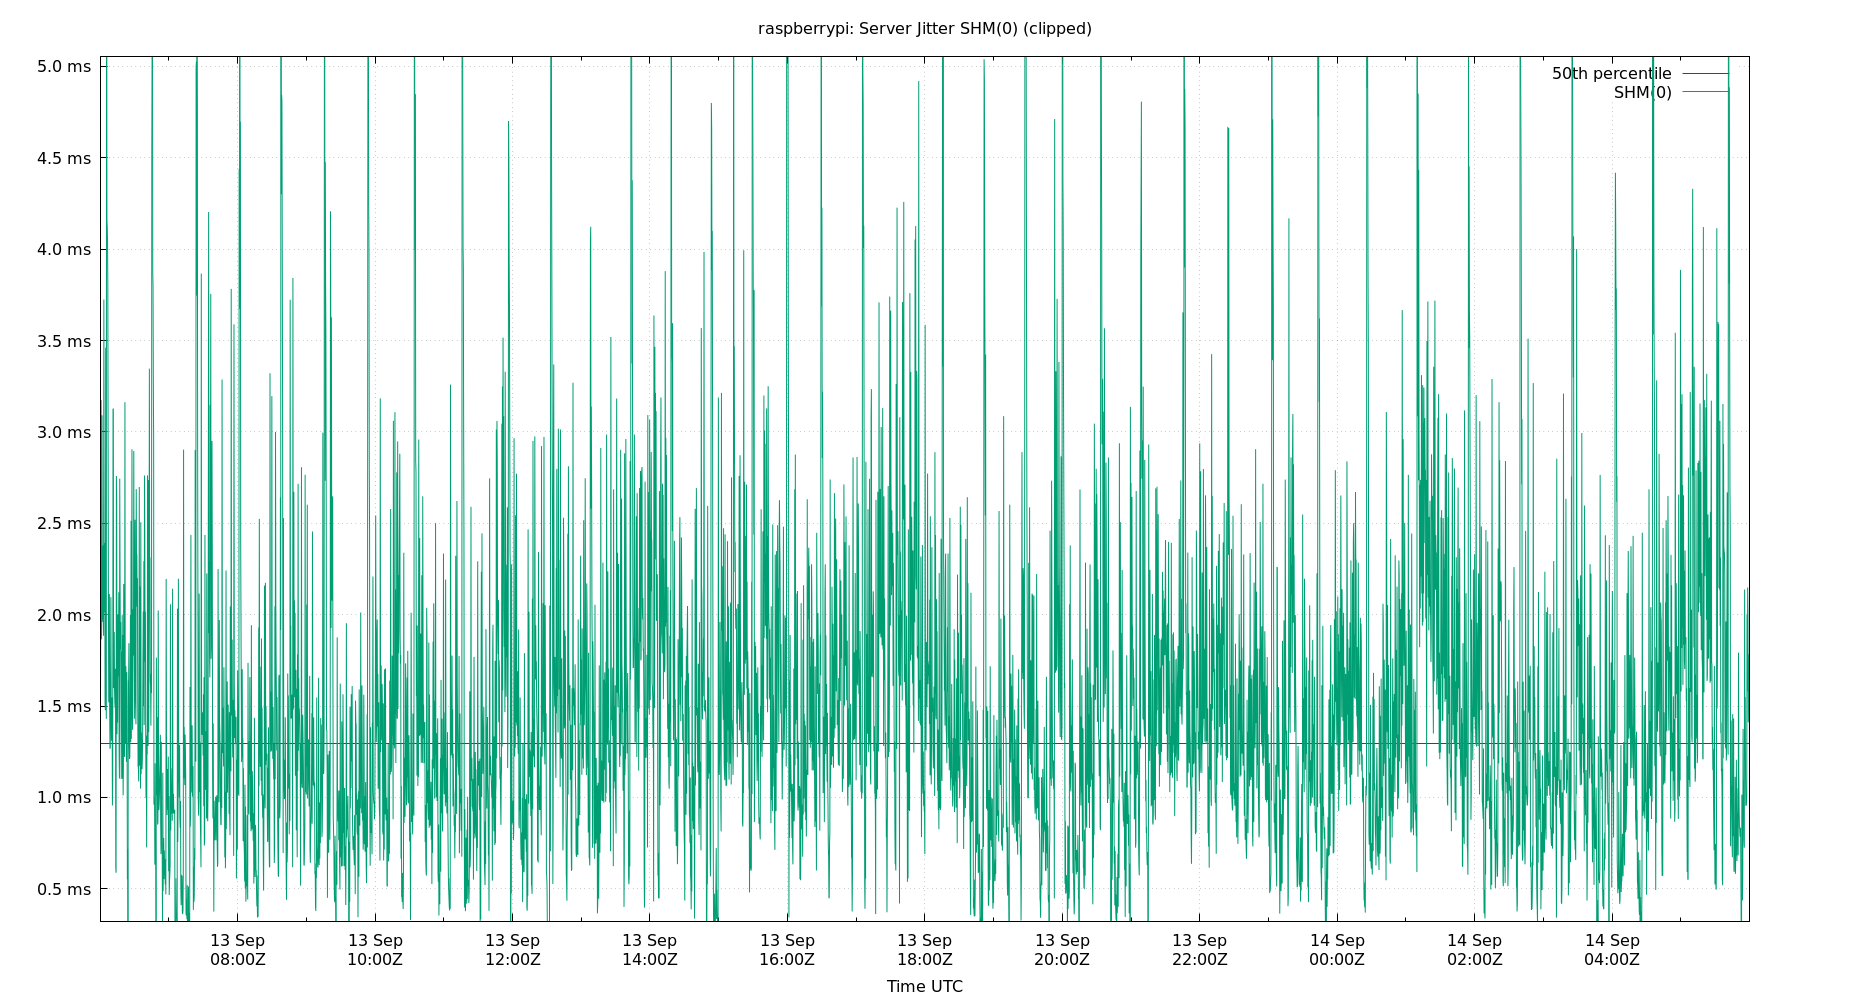 raspberrypi: Server Jitter SHM(0) (clipped)
5.0 ms
4.5 ms
4.0 ms
3.5 ms
3.0 ms
2.5 ms
2.0 ms
1.5 ms
1.0 ms
0.5 ms
50th percentile
SHM(0)
13 Sep 13 Sep 13 Sep 13 Sep 13 Sep 13 Sep 13 Sep 13 Sep 14 Sep 14 Sep 14 Sep
08:00Z 10:00Z 12:00Z 14:00Z 16:00Z 18:00Z 20:00Z 22:00Z 00:00Z 02:00Z 04:00Z
Time UTC